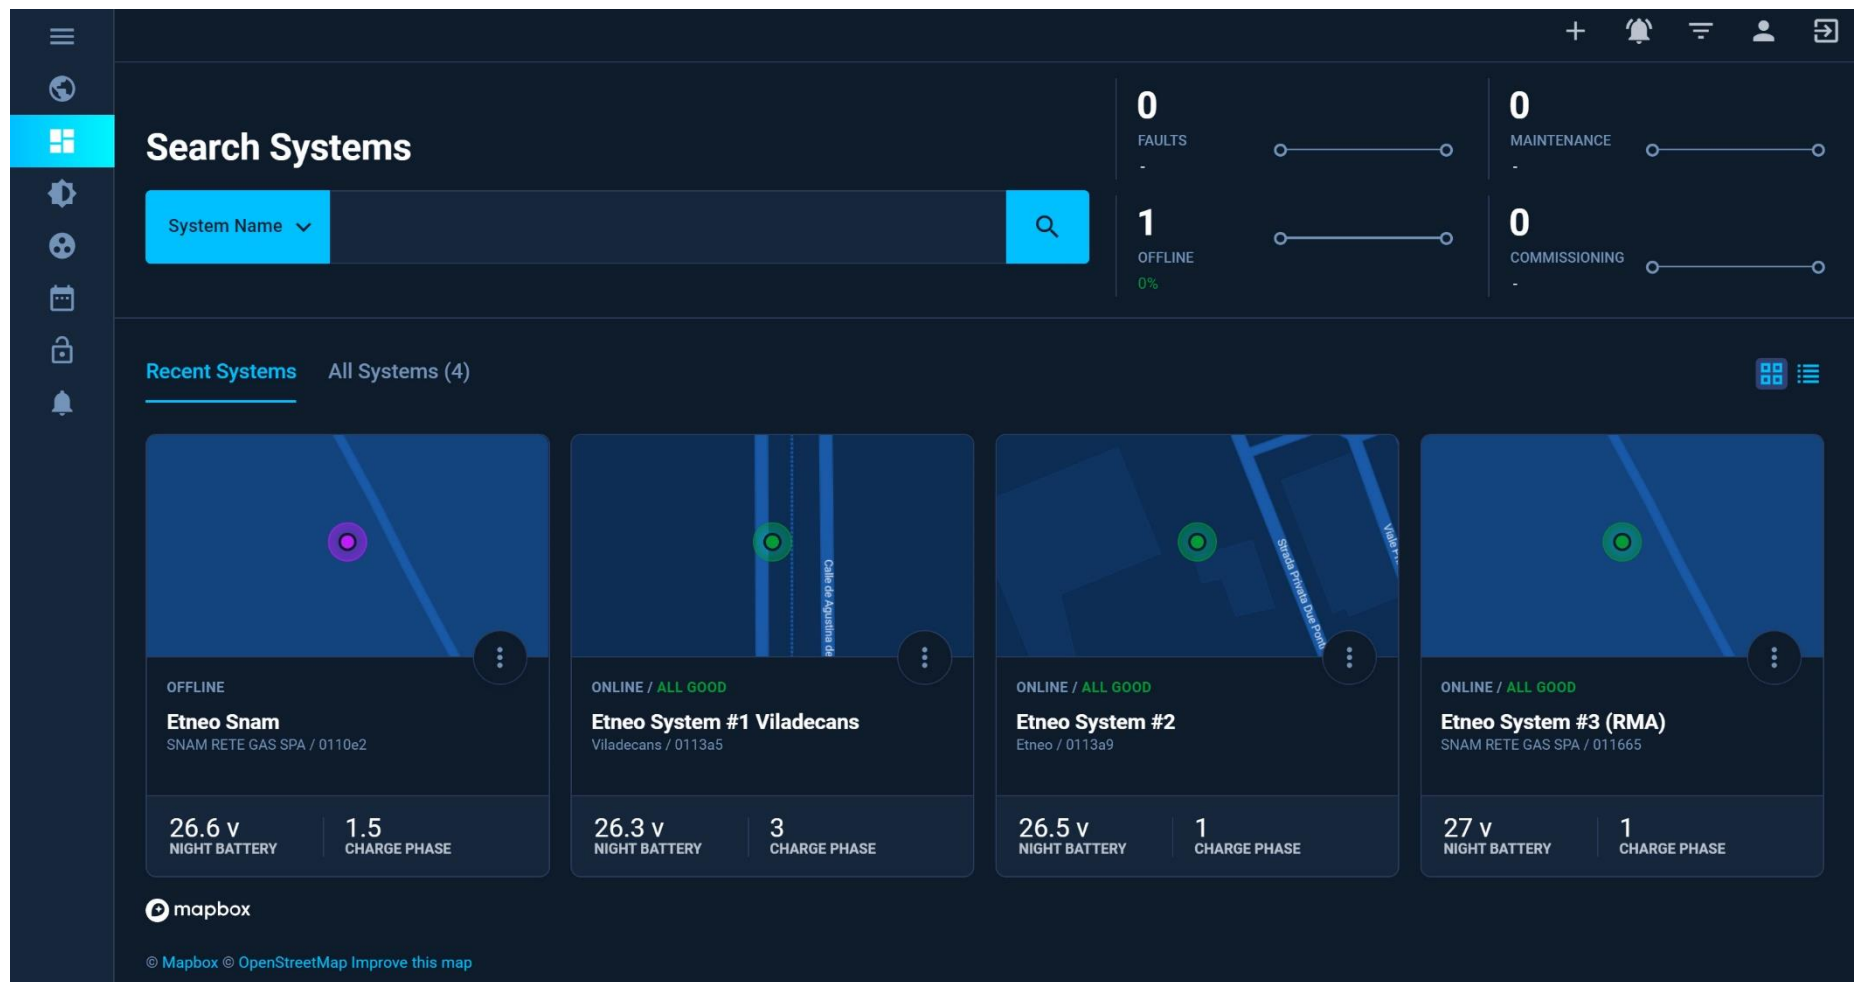 Search Systems
System Name
0
FAULTS
-
0
MAINTENANCE
-
1
OFFLINE
0%
0
COMMISSIONING
-
Recent Systems
All Systems (4)
Calle de Agustina de
Strada Privata Due Ponti
Viale
OFFLINE
Etneo Snam
SNAM RETE GAS SPA / 0110e2
26.6 v
NIGHT BATTERY
1.5
CHARGE PHASE
ONLINE / ALL GOOD
Etneo System #1 Viladecans
Viladecans / 0113a5
26.3 v
NIGHT BATTERY
3
CHARGE PHASE
ONLINE / ALL GOOD
Etneo System #2
Etneo / 0113a9
26.5 v
NIGHT BATTERY
1
CHARGE PHASE
ONLINE / ALL GOOD
Etneo System #3 (RMA)
SNAM RETE GAS SPA / 011665
27 v
NIGHT BATTERY
1
CHARGE PHASE
mapbox
© Mapbox © OpenStreetMap Improve this map